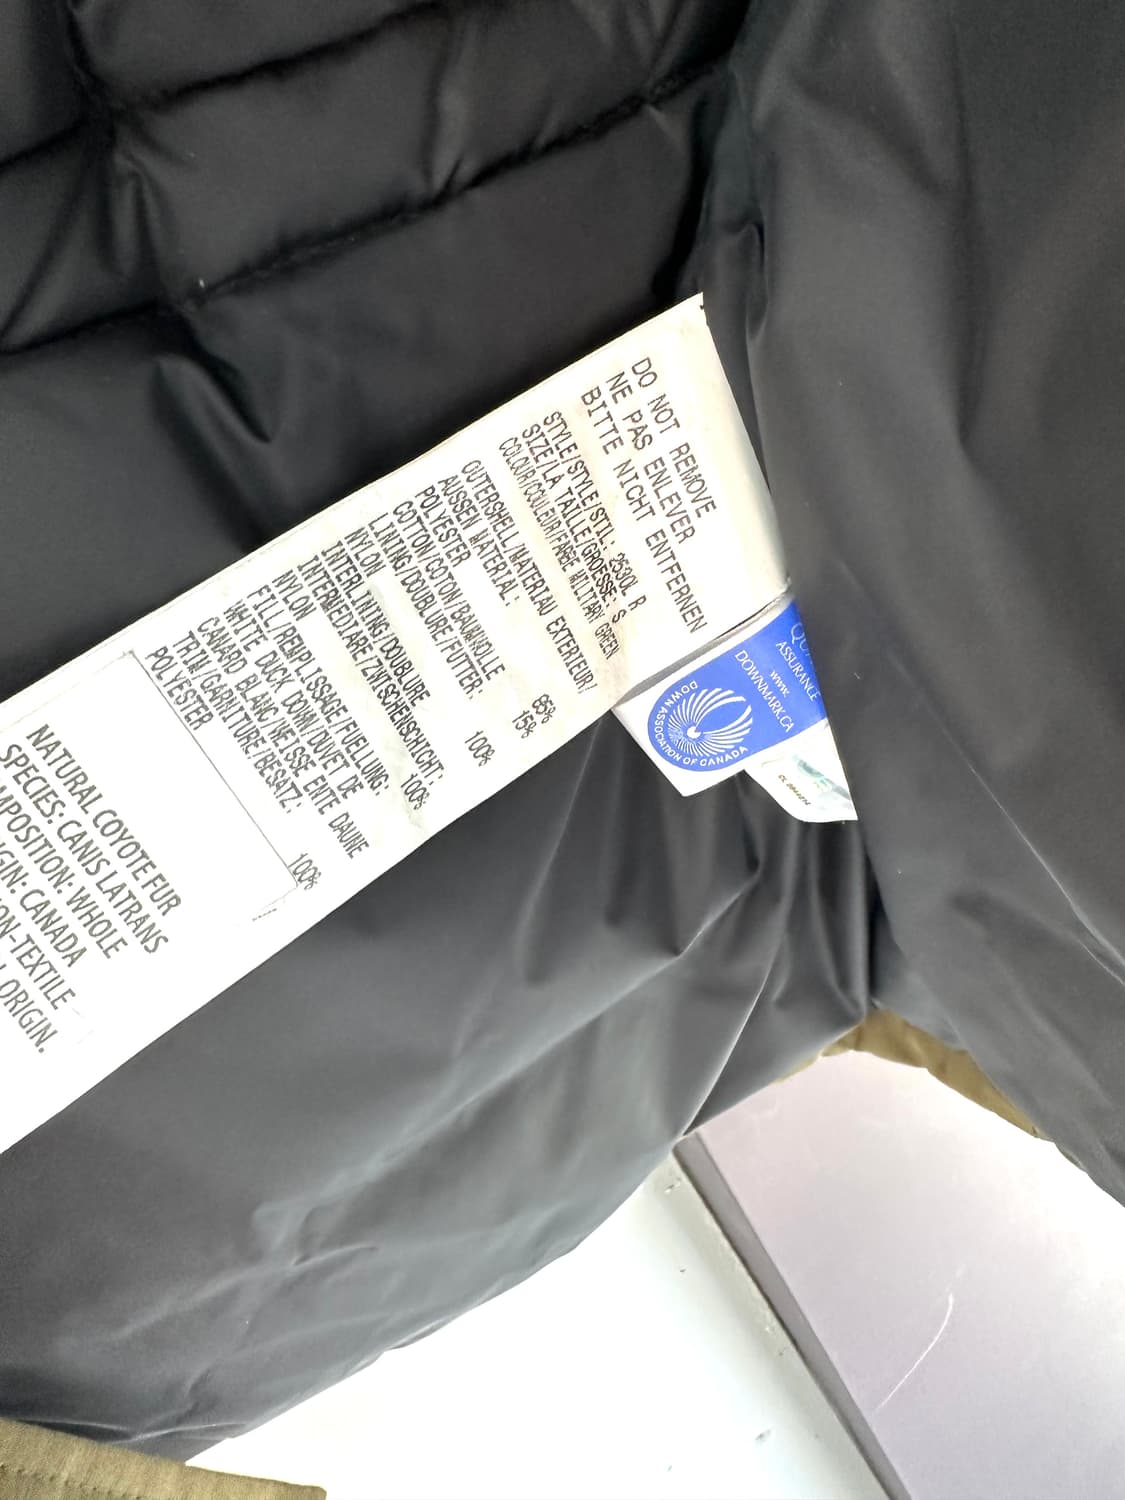 DO NOT REMOVE
NE PAS ENLEVER
BITTE NICHT ENTFERNEN
STYLE/STYLE/STIL: 2580L R
SIZE/LA TAILLE/GROESSE: S
COLOUR/COULEUR/FARBE MILITARY GREEN
OUTERSHELL/MATERIAU EXTERIEUR/
AUSSEN MATERIAL:
POLYESTER 85%
COTTON/COTON/BAUMWOLLE 15%
LINING/DOUBLURE/FUTTER:
NYLON 100%
INTERLINING/DOUBLURE
INTERMEDIARE/ZWISCHENSCHICHT:
NYLON 100%
FILL/REMPLISSAGE/FUELLUNG:
WHITE DUCK DOWN/DUVET DE
CANARD BLANC/WEISSE ENTE DAUNE
TRIM/GARNITURE/BESATZ:
POLYESTER 100%
NATURAL COYOTE FUR
SPECIES: CANIS LATRANS
MPOSITION: WHOLE
GIN: CANADA
ON-TEXTILE
ORIGIN.
ASSURANCE
www.
DOWNMARK.CA
DOWN ASSOCIATION OF CANADA